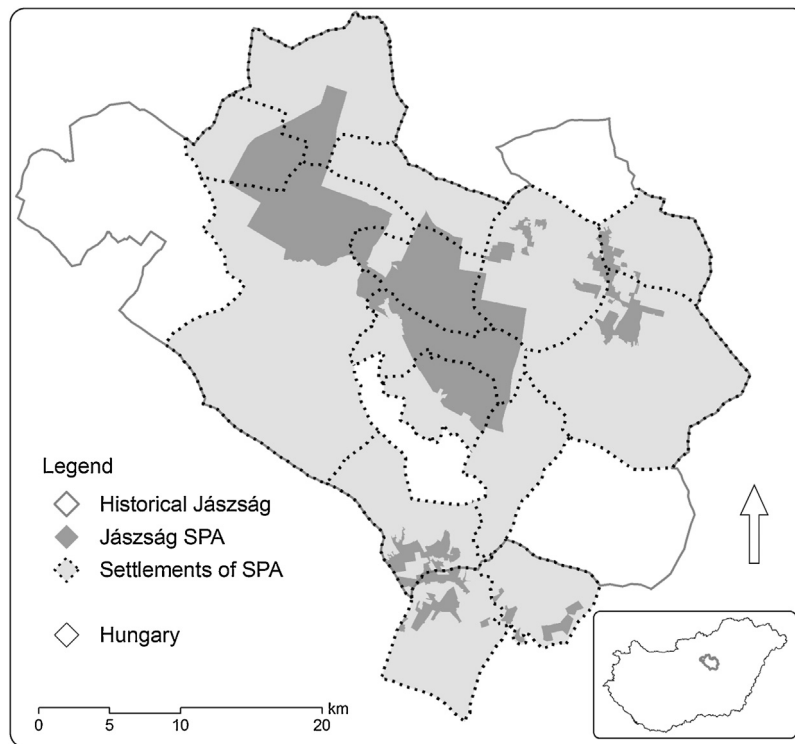 Legend
Historical Jászság
Jászság SPA
Settlements of SPA
Hungary
km
0 5 10 20